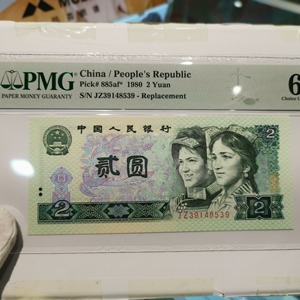 PMG
PAPER MONEY GUARANTY
China / People's Republic
Pick# 885af* 1980 2 Yuan
S/N JZ39148539 - Replacement
6
中国人民银行
2
贰圆
JZ39148539
2
2